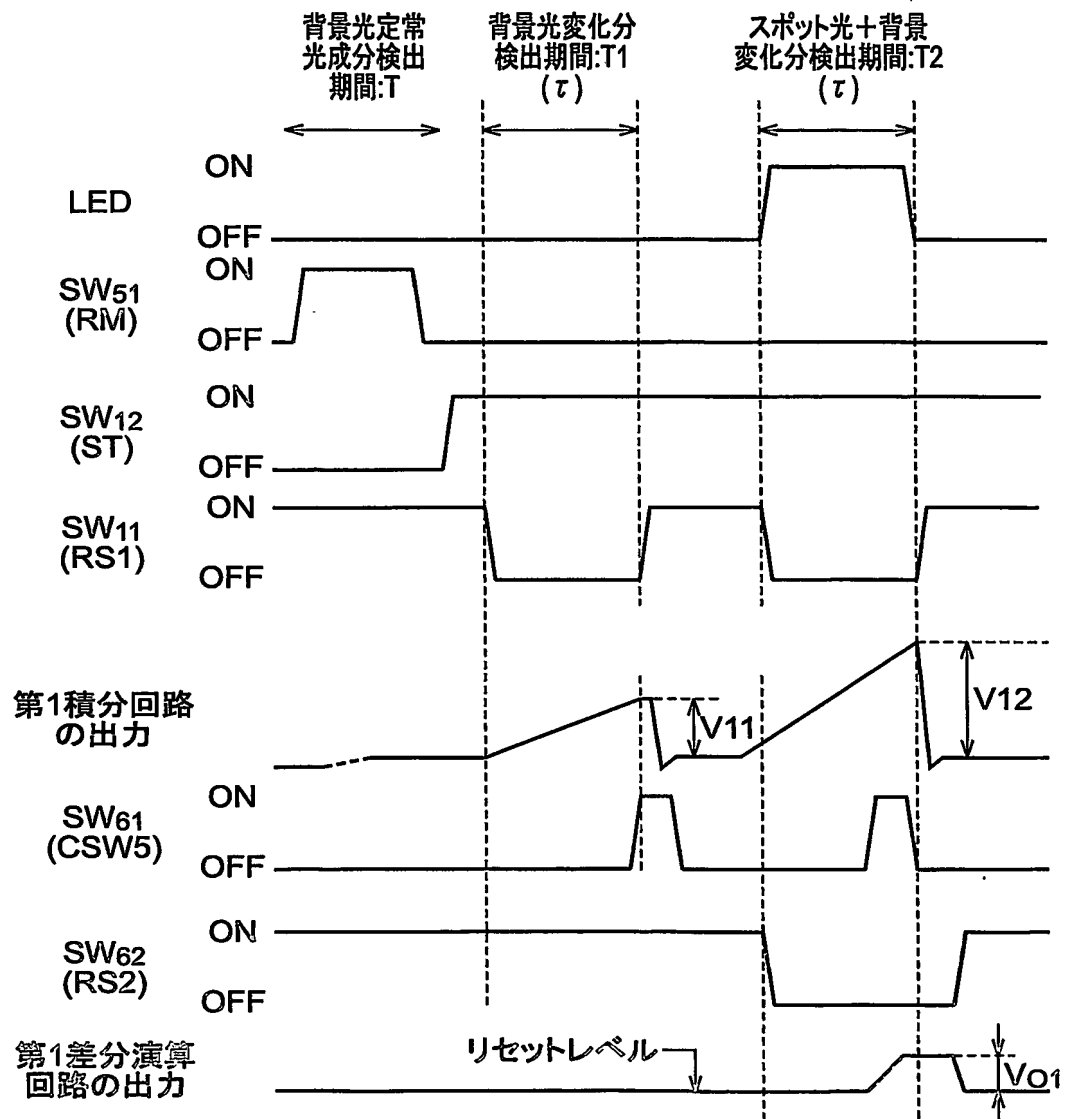 背景光定常
光成分検出
期間:T
背景光変化分
検出期間:T1
(τ)
スポット光＋背景
変化分検出期間:T2
(τ)
LED
ON
OFF
SW51
(RM)
ON
OFF
SW12
(ST)
ON
OFF
SW11
(RS1)
ON
OFF
第1積分回路
の出力
V11
V12
SW61
(CSW5)
ON
OFF
SW62
(RS2)
ON
OFF
第1差分演算
回路の出力
リセットレベル
VO1